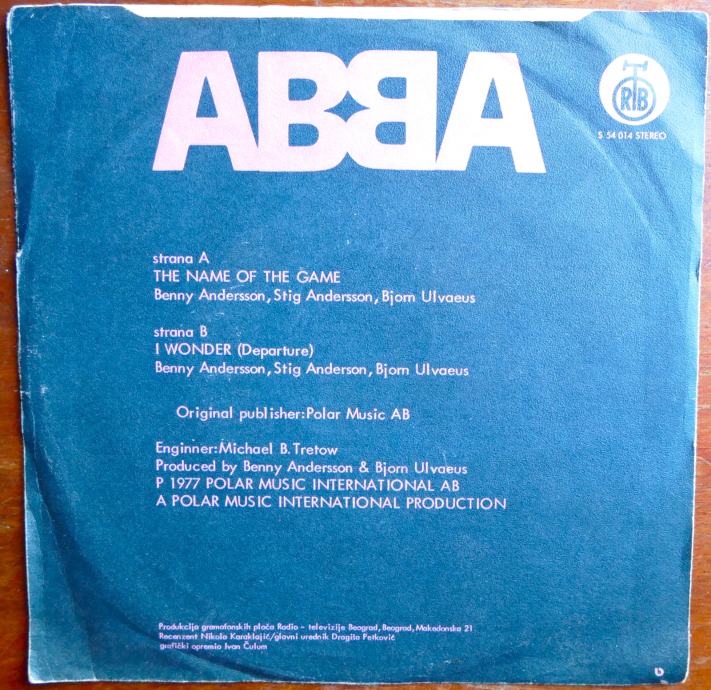 ABBA
RTB
S 54 014 STEREO
strana A
THE NAME OF THE GAME
Benny Andersson, Stig Andersson, Bjorn Ulvaeus
strana B
I WONDER (Departure)
Benny Andersson, Stig Anderson, Bjorn Ulvaeus
Original publisher:Polar Music AB
Enginner:Michael B. Tretow
Produced by Benny Andersson & Bjorn Ulvaeus
P 1977 POLAR MUSIC INTERNATIONAL AB
A POLAR MUSIC INTERNATIONAL PRODUCTION
Produkcija gramofonskih ploča Radio - televizije Beograd, Beograd, Makedonska 21
Recenzent Nikola Karaklajić/glavni urednik Dragiša Petković
grafički opremio Ivan Ćulum